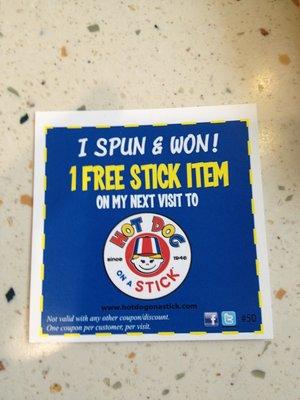 I SPUN & WON!
1 FREE STICK ITEM
ON MY NEXT VISIT TO
HOT DOG
since 1946
ON A
STICK
www.hotdogonastick.com
Not valid with any other coupon/discount.
One coupon per customer, per visit.
#50